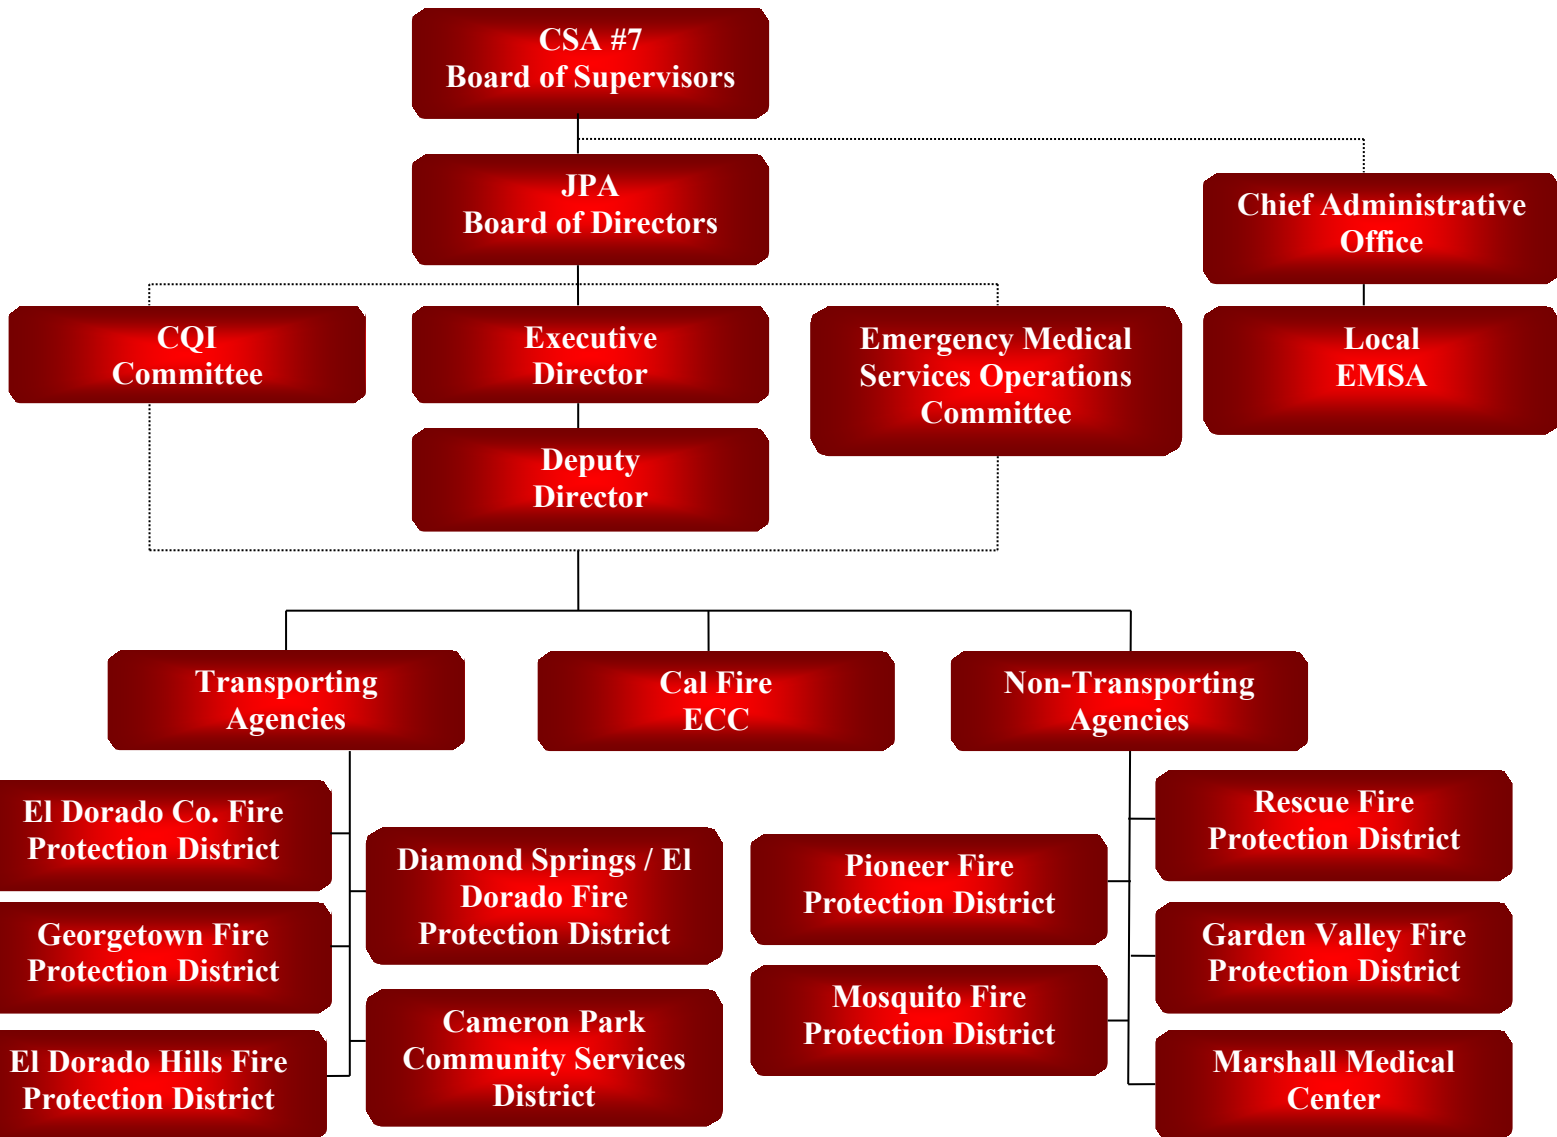 CSA #7
Board of Supervisors
JPA
Board of Directors
Chief Administrative
Office
CQI
Committee
Executive
Director
Emergency Medical
Services Operations
Committee
Local
EMSA
Deputy
Director
Transporting
Agencies
Cal Fire
ECC
Non-Transporting
Agencies
El Dorado Co. Fire
Protection District
Diamond Springs / El
Dorado Fire
Protection District
Georgetown Fire
Protection District
Cameron Park
Community Services
District
El Dorado Hills Fire
Protection District
Pioneer Fire
Protection District
Rescue Fire
Protection District
Garden Valley Fire
Protection District
Mosquito Fire
Protection District
Marshall Medical
Center